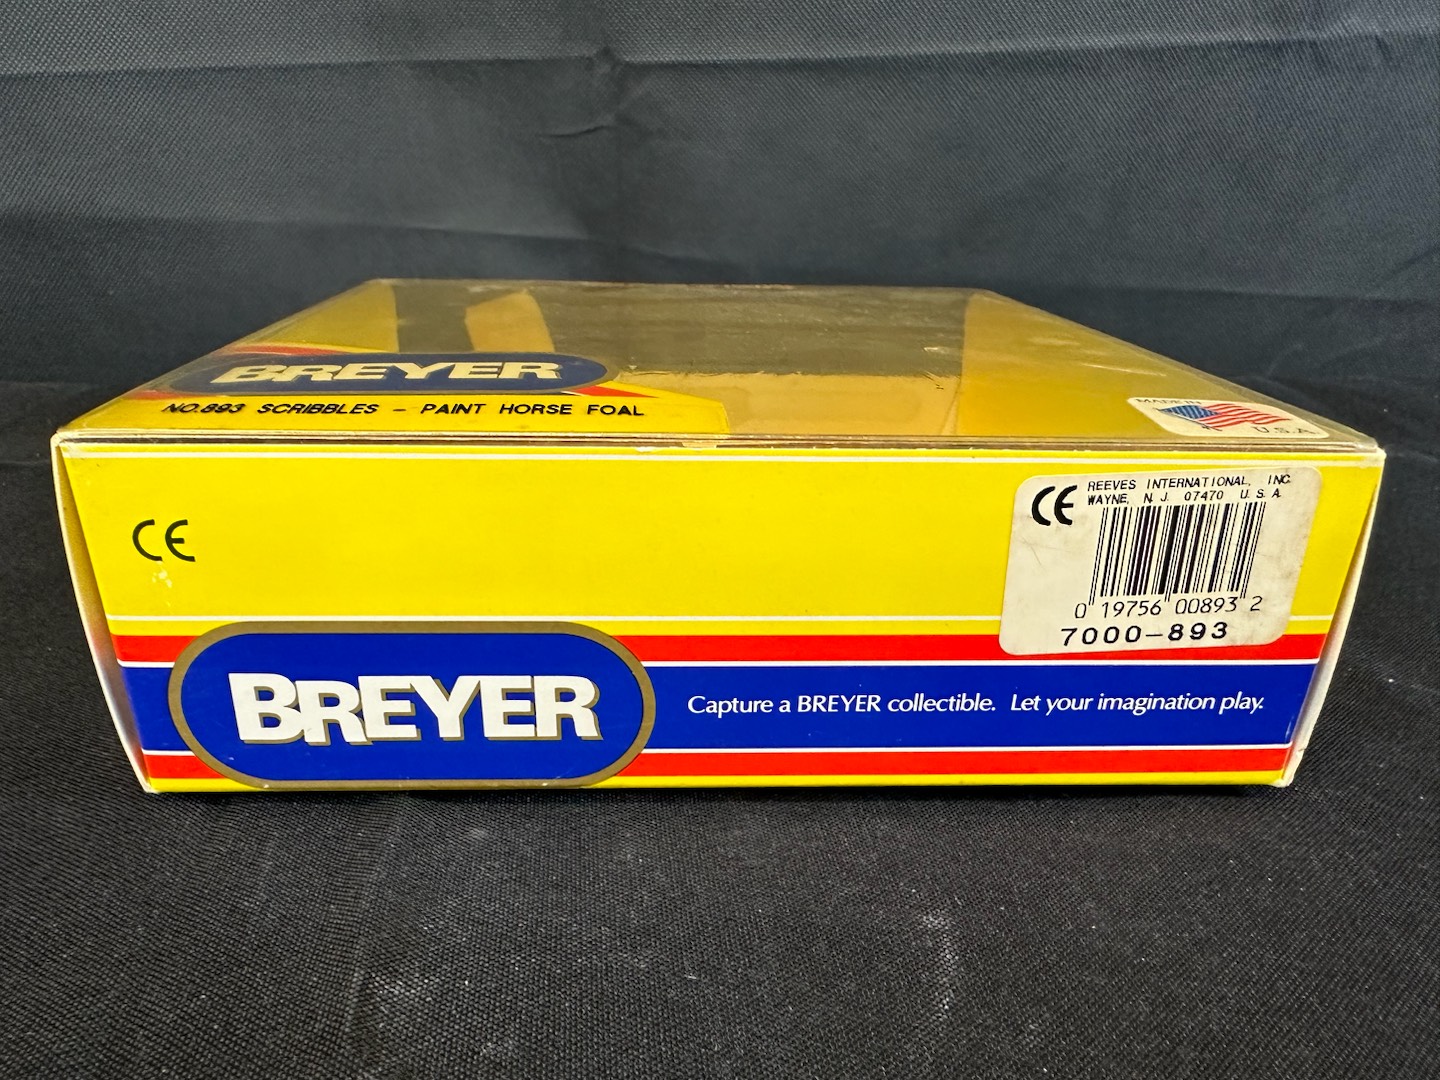 BREYER
NO.893 SCRIBBLES - PAINT HORSE FOAL
MADE IN
U.S.A.
CE
CE REEVES INTERNATIONAL, INC.
WAYNE, N.J. 07470 U.S.A.
0 19756 00893 2
7000-893
BREYER
Capture a BREYER collectible. Let your imagination play.